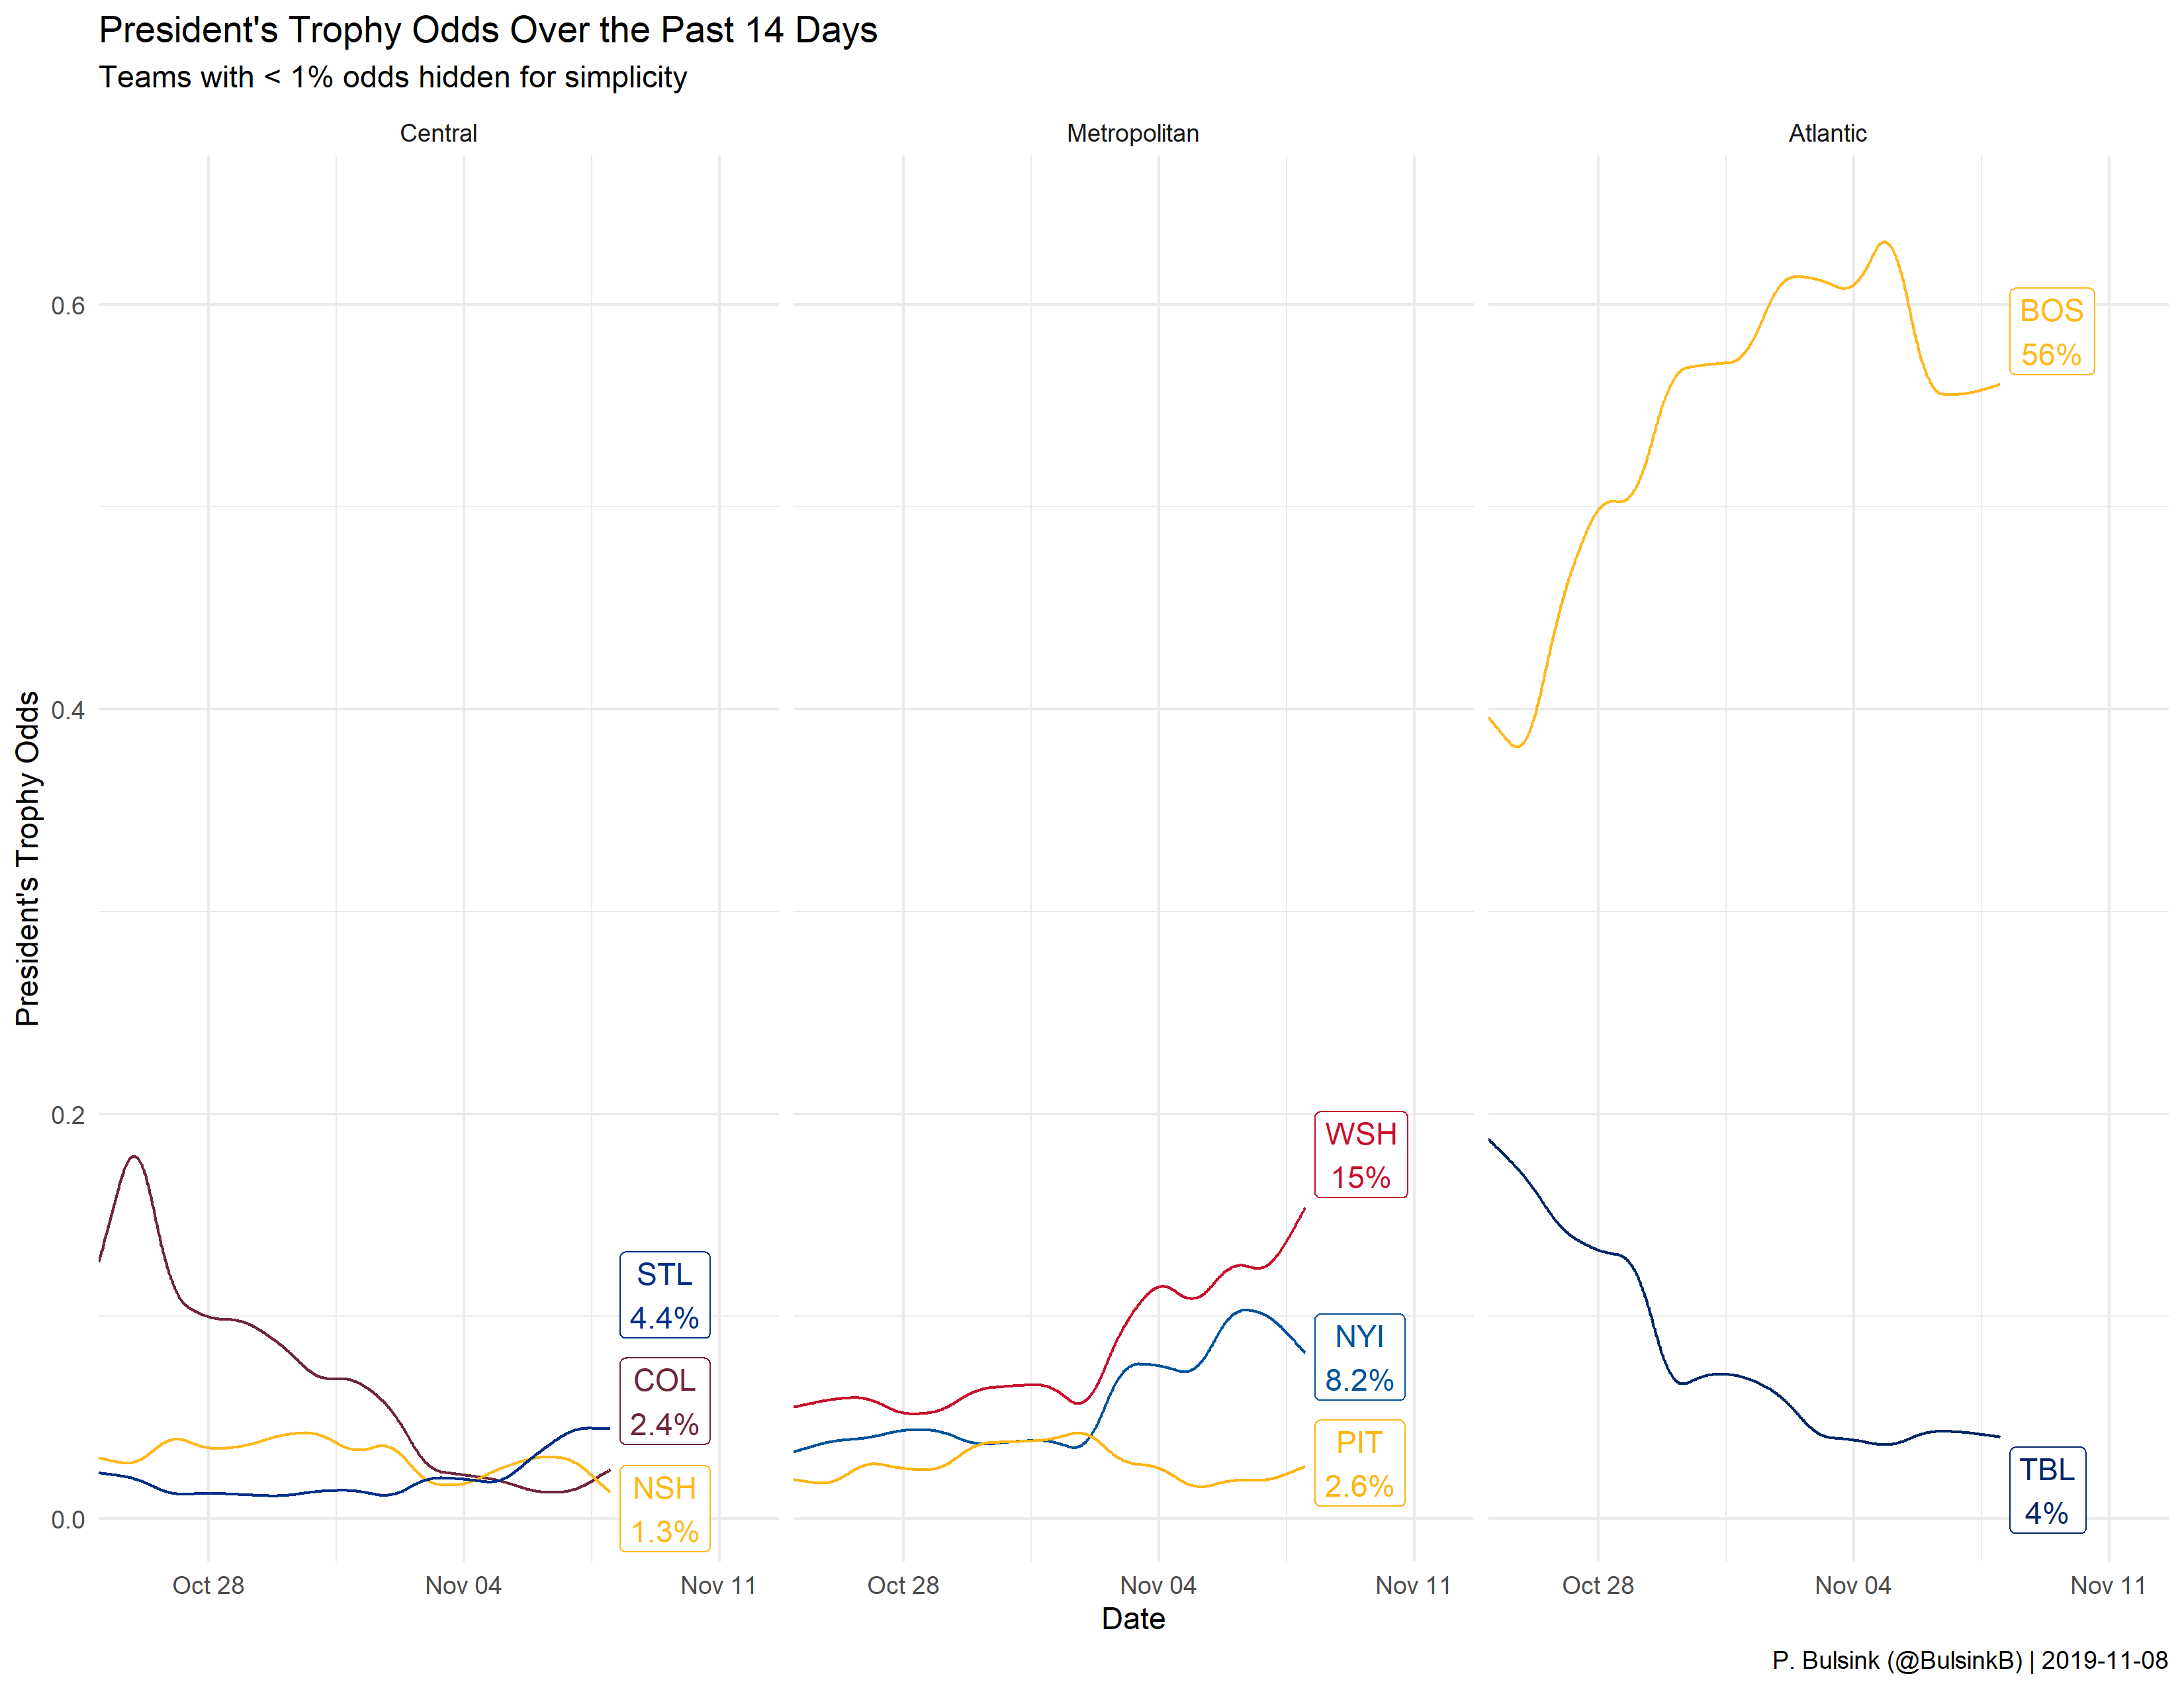 President's Trophy Odds Over the Past 14 Days
Teams with < 1% odds hidden for simplicity
Central
Metropolitan
Atlantic
President's Trophy Odds
0.6
0.4
0.2
0.0
STL
4.4%
COL
2.4%
NSH
1.3%
WSH
15%
NYI
8.2%
PIT
2.6%
BOS
56%
TBL
4%
Oct 28
Nov 04
Nov 11
Oct 28
Nov 04
Nov 11
Oct 28
Nov 04
Nov 11
Date
P. Bulsink (@BulsinkB) | 2019-11-08